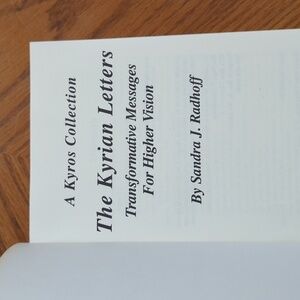 A Kyros Collection
The Kyrian Letters
Transformative Messages
For Higher Vision
By Sandra J. Radhoff